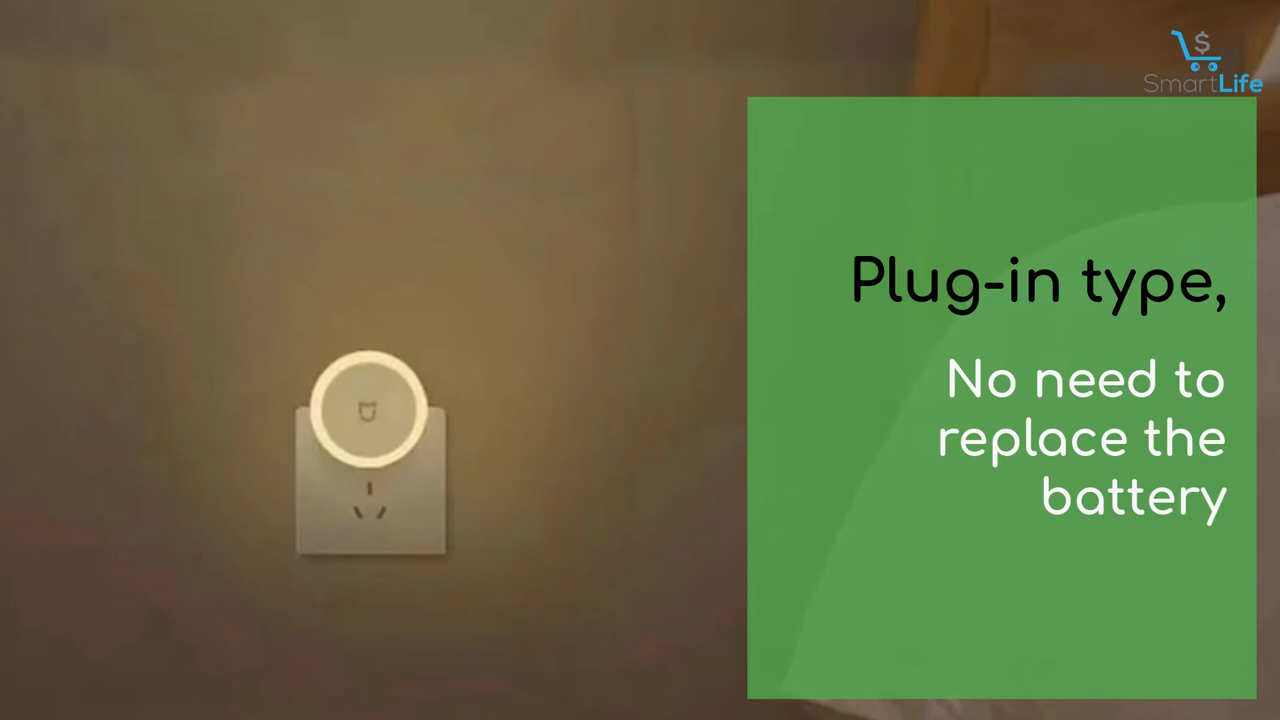 $
SmartLife
Plug-in type,
No need to
replace the
battery